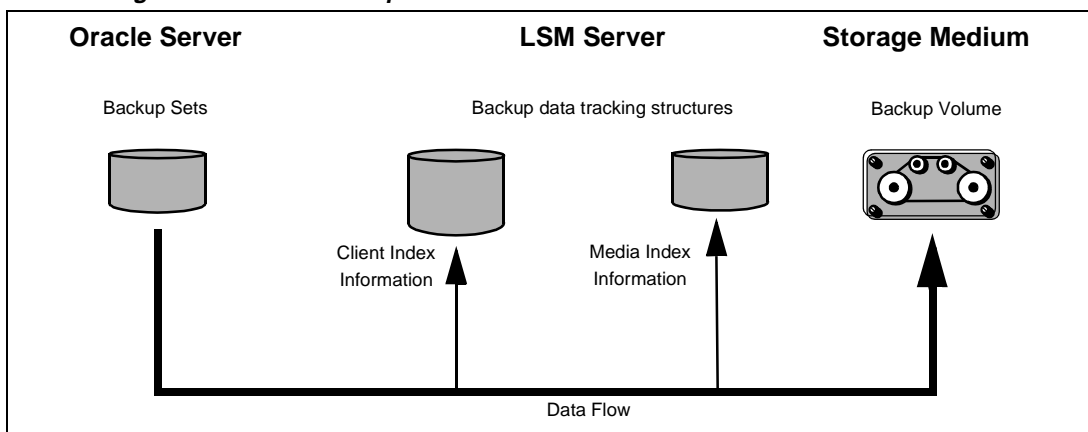 Oracle Server
LSM Server
Storage Medium
Backup Sets
Backup data tracking structures
Backup Volume
Client Index
Information
Media Index
Information
Data Flow